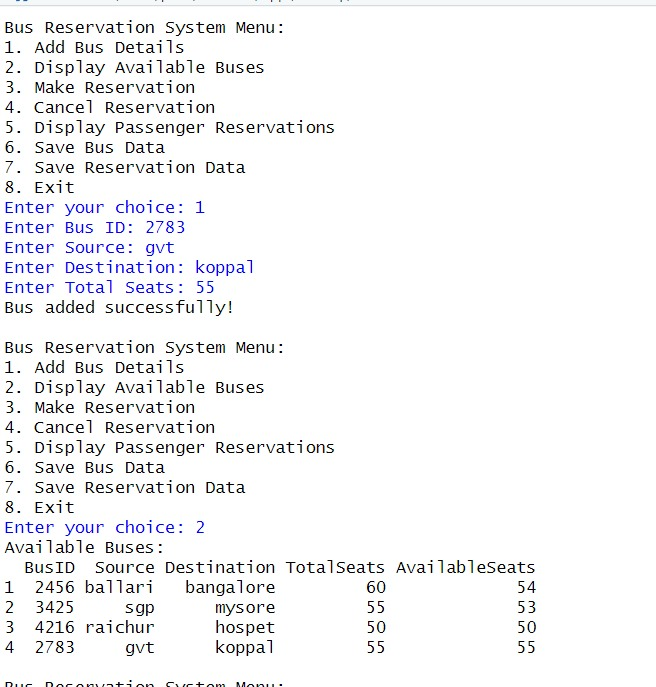 Bus Reservation System Menu:
1. Add Bus Details
2. Display Available Buses
3. Make Reservation
4. Cancel Reservation
5. Display Passenger Reservations
6. Save Bus Data
7. Save Reservation Data
8. Exit
Enter your choice: 1
Enter Bus ID: 2783
Enter Source: gvt
Enter Destination: koppal
Enter Total Seats: 55
Bus added successfully!
Bus Reservation System Menu:
1. Add Bus Details
2. Display Available Buses
3. Make Reservation
4. Cancel Reservation
5. Display Passenger Reservations
6. Save Bus Data
7. Save Reservation Data
8. Exit
Enter your choice: 2
Available Buses:
BusID Source Destination TotalSeats AvailableSeats
1 2456 ballari bangalore 60 54
2 3425 sgp mysore 55 53
3 4216 raichur hospet 50 50
4 2783 gvt koppal 55 55
Bus Reservation System Menu: